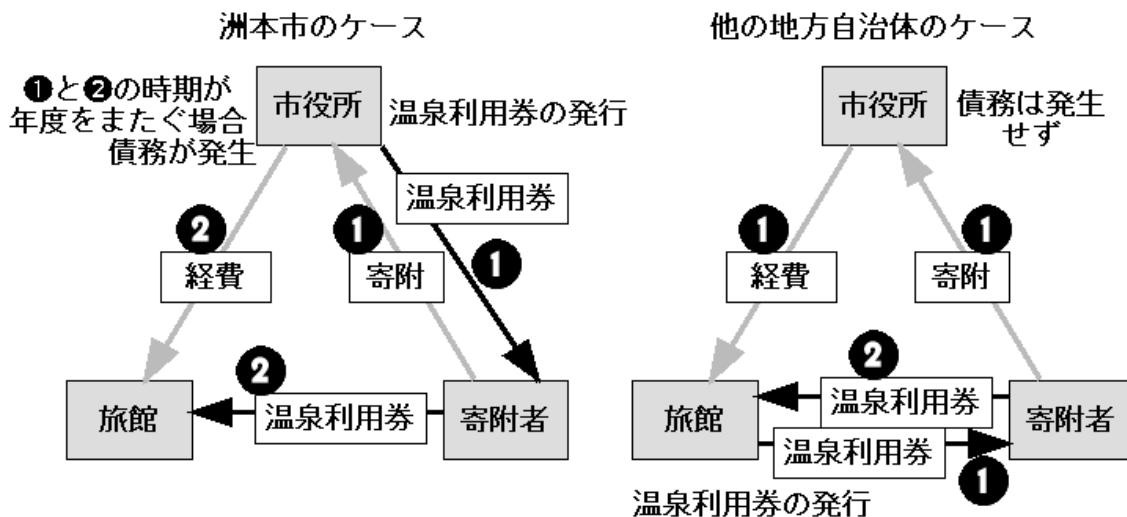 洲本市のケース
❶と❷の時期が
年度をまたぐ場合
債務が発生
市役所
温泉利用券の発行
温泉利用券
❷
❶
❶
経費
寄附
❷
旅館
温泉利用券
寄附者
他の地方自治体のケース
市役所
債務は発生
せず
❶
❶
経費
寄附
❷
旅館
温泉利用券
寄附者
温泉利用券
❶
温泉利用券の発行